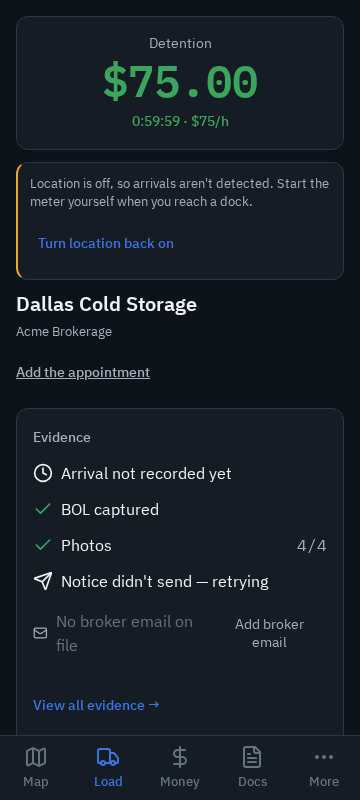 Detention
$75.00
0:59:59 · $75/h
Location is off, so arrivals aren't detected. Start the
meter yourself when you reach a dock.
Turn location back on
Dallas Cold Storage
Acme Brokerage
Add the appointment
Evidence
Arrival not recorded yet
BOL captured
Photos 4/4
Notice didn't send — retrying
No broker email on
file
Add broker
email
View all evidence →
Map Load Money Docs More